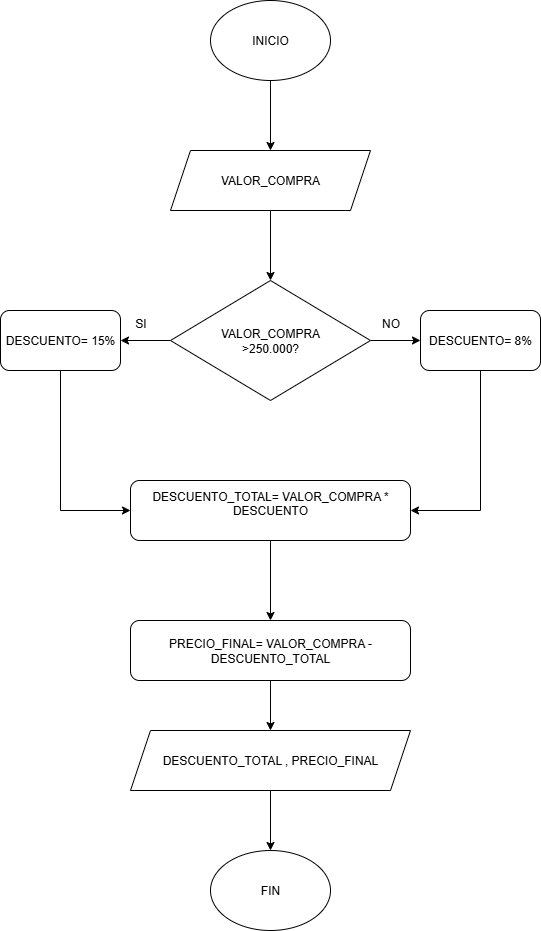 INICIO
VALOR_COMPRA
VALOR_COMPRA
>250.000?
SI
NO
DESCUENTO= 15%
DESCUENTO= 8%
DESCUENTO_TOTAL= VALOR_COMPRA *
DESCUENTO
PRECIO_FINAL= VALOR_COMPRA -
DESCUENTO_TOTAL
DESCUENTO_TOTAL , PRECIO_FINAL
FIN